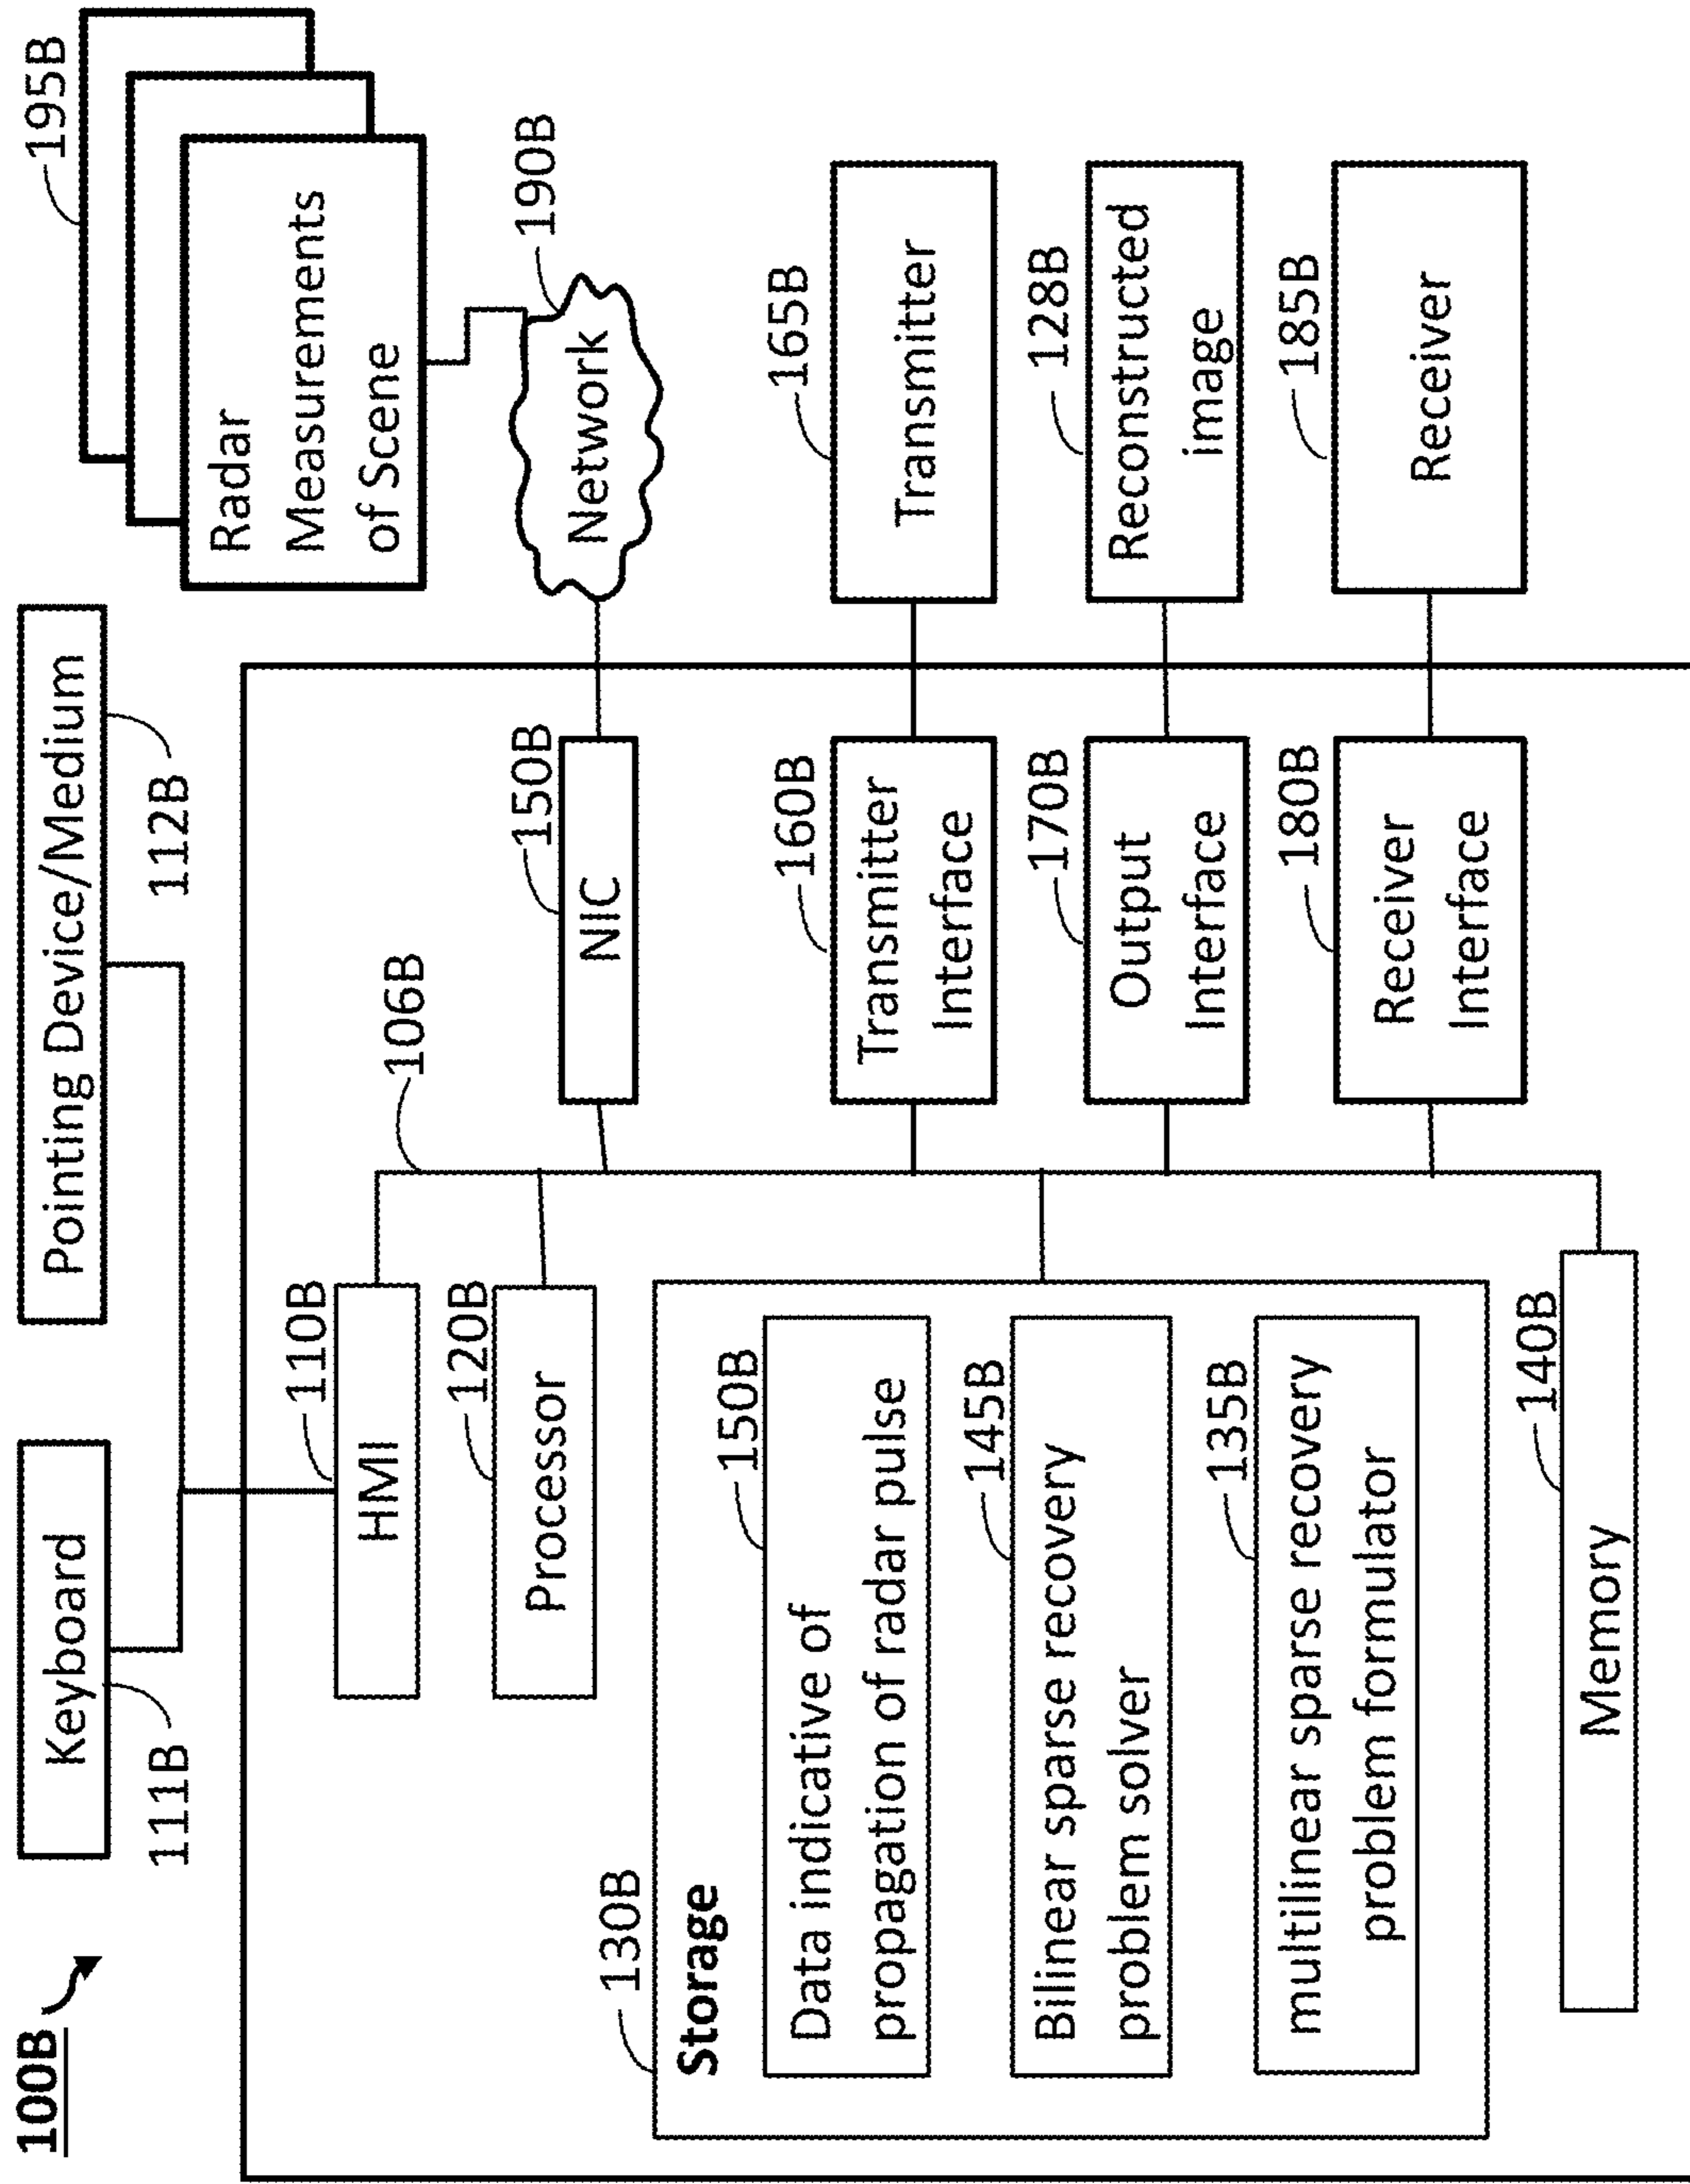 100B
Keyboard
111B
Pointing Device/Medium
112B
195B
Radar
Measurements
of Scene
HMI
110B
106B
NIC
150B
Network
190B
Processor
120B
130B
Storage
Data indicative of
propagation of radar pulse
150B
Bilinear sparse recovery
problem solver
145B
multilinear sparse recovery
problem formulator
135B
Memory
140B
Transmitter
Interface
160B
Transmitter
165B
Output
Interface
170B
Reconstructed
image
128B
Receiver
Interface
180B
Receiver
185B